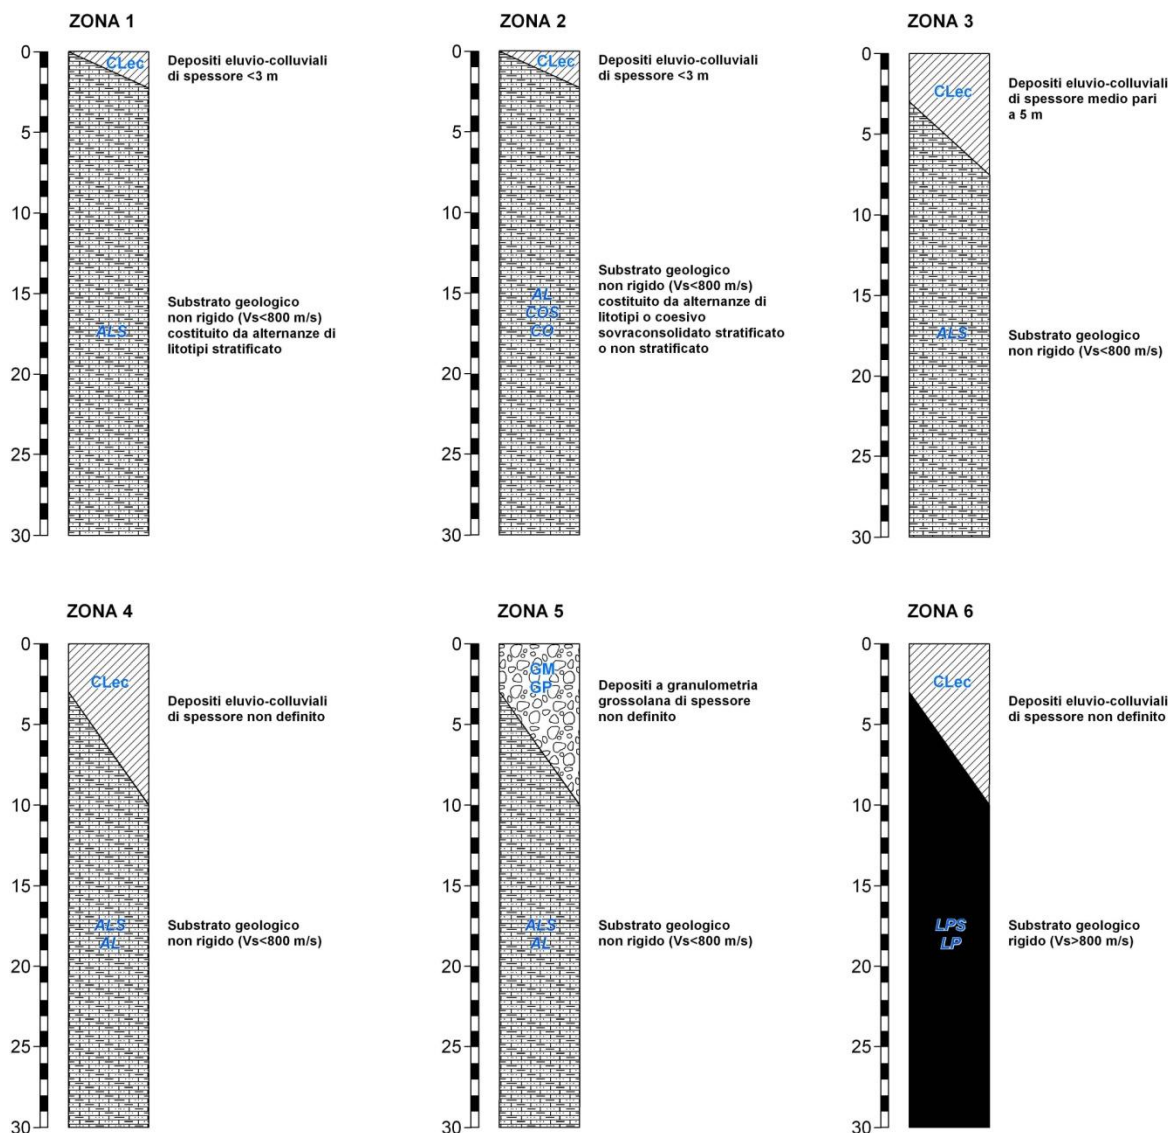 ZONA 1
0
5
10
15
20
25
30
CLec
Depositi eluvio-colluviali
di spessore <3 m
ALS
Substrato geologico
non rigido (Vs<800 m/s)
costituito da alternanze di
litotipi stratificato
ZONA 2
0
5
10
15
20
25
30
CLec
Depositi eluvio-colluviali
di spessore <3 m
AL
COS
CO
Substrato geologico
non rigido (Vs<800 m/s)
costituito da alternanze di
litotipi o coesivo
sovraconsolidato stratificato
o non stratificato
ZONA 3
0
5
10
15
20
25
30
CLec
Depositi eluvio-colluviali
di spessore medio pari
a 5 m
ALS
Substrato geologico
non rigido (Vs<800 m/s)
ZONA 4
0
5
10
15
20
25
30
CLec
Depositi eluvio-colluviali
di spessore non definito
ALS
AL
Substrato geologico
non rigido (Vs<800 m/s)
ZONA 5
0
5
10
15
20
25
30
GM
GP
Depositi a granulometria
grossolana di spessore
non definito
ALS
AL
Substrato geologico
non rigido (Vs<800 m/s)
ZONA 6
0
5
10
15
20
25
30
CLec
Depositi eluvio-colluviali
di spessore non definito
LPS
LP
Substrato geologico
rigido (Vs>800 m/s)